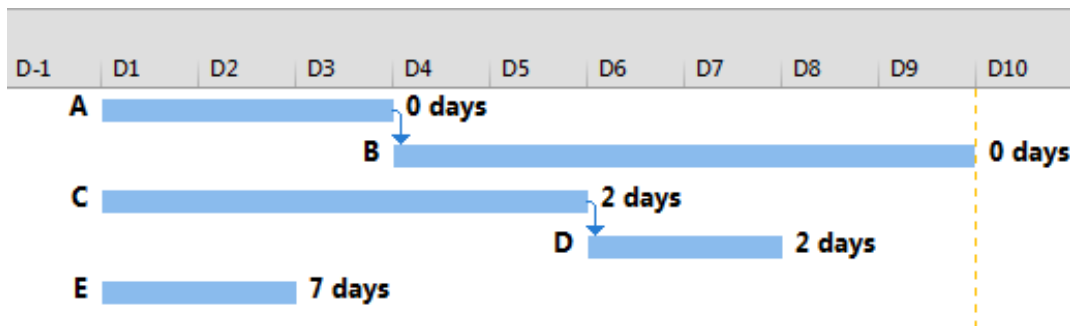 D-1 D1 D2 D3 D4 D5 D6 D7 D8 D9 D10
A 0 days
B 0 days
C 2 days
D 2 days
E 7 days